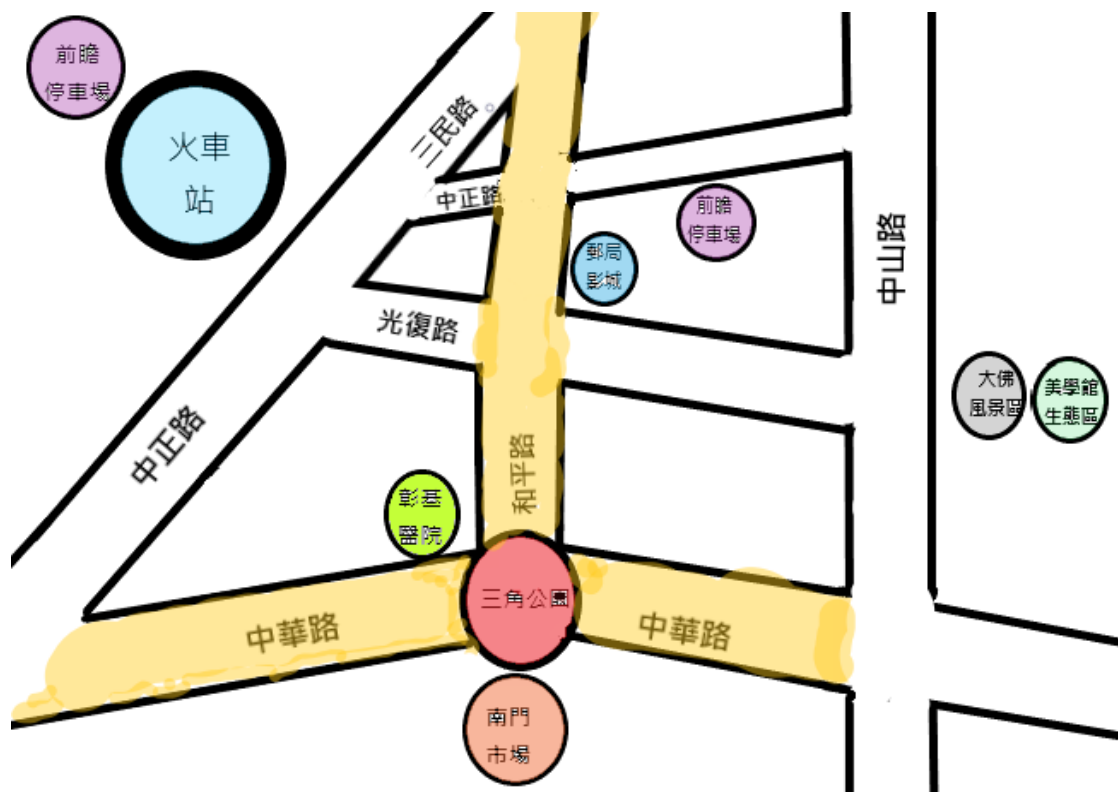 前瞻
停車場
火車
站
三民路
中正路
前瞻
停車場
郵局
影城
中山路
光復路
大佛
風景區
美學館
生態區
中正路
和平路
彰基
醫院
三角公園
中華路
中華路
南門
市場